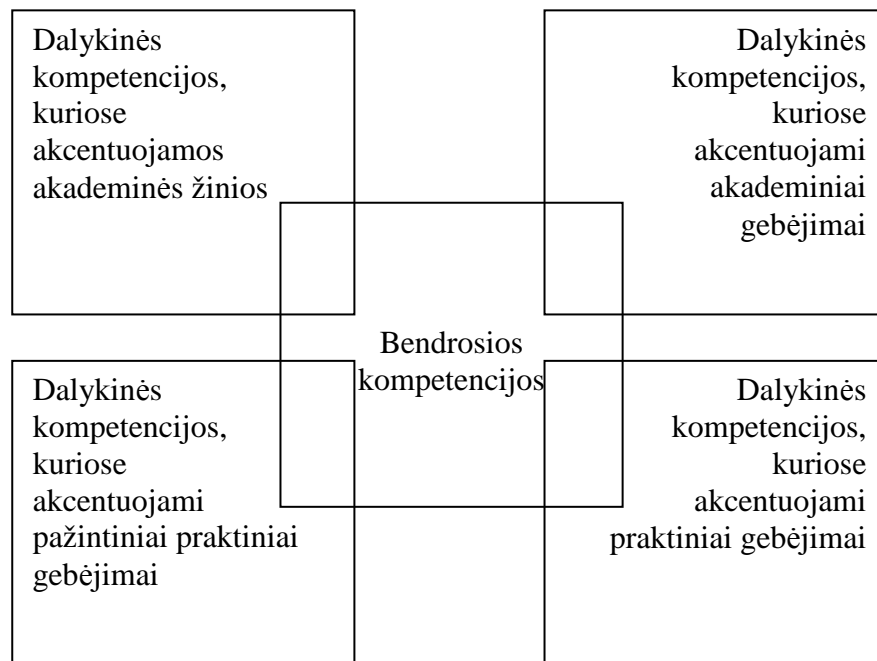 Dalykinės
kompetencijos,
kuriose
akcentuojamos
akademinės žinios
Dalykinės
kompetencijos,
kuriose
akcentuojami
akademiniai
gebėjimai
Bendrosios
kompetencijos
Dalykinės
kompetencijos,
kuriose
akcentuojami
pažintiniai praktiniai
gebėjimai
Dalykinės
kompetencijos,
kuriose
akcentuojami
praktiniai gebėjimai